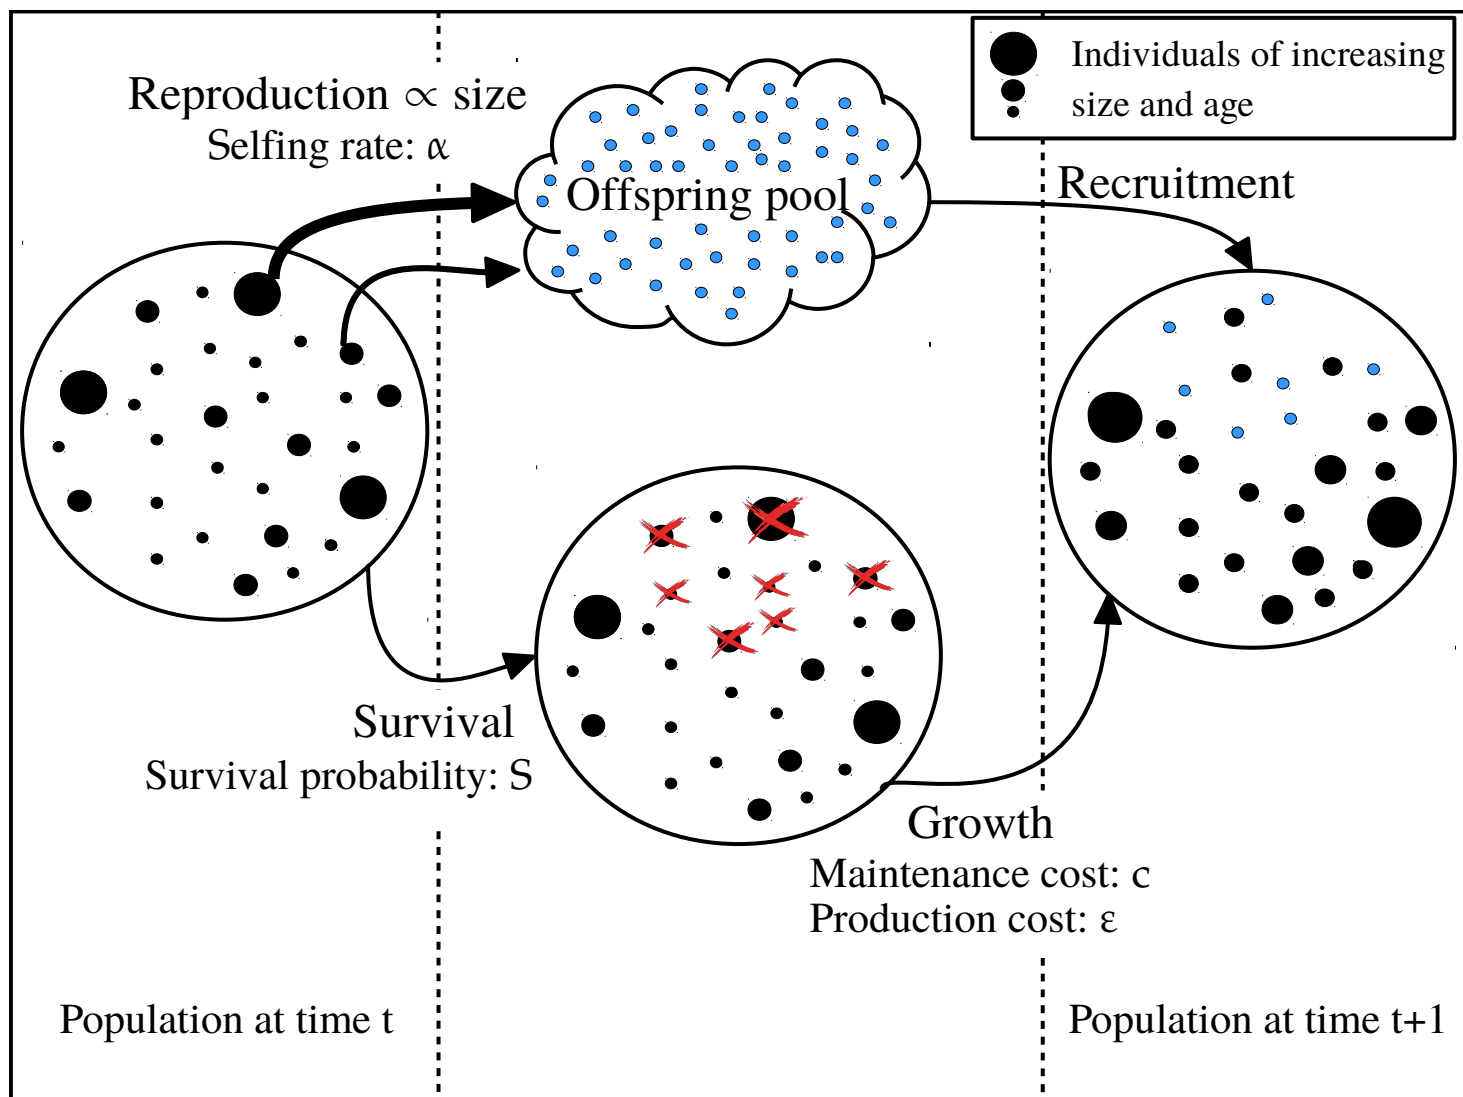 Individuals of increasing
size and age
Reproduction ∝ size
Selfing rate: α
Offspring pool
Recruitment
Survival
Survival probability: S
Growth
Maintenance cost: c
Production cost: ε
Population at time t
Population at time t+1